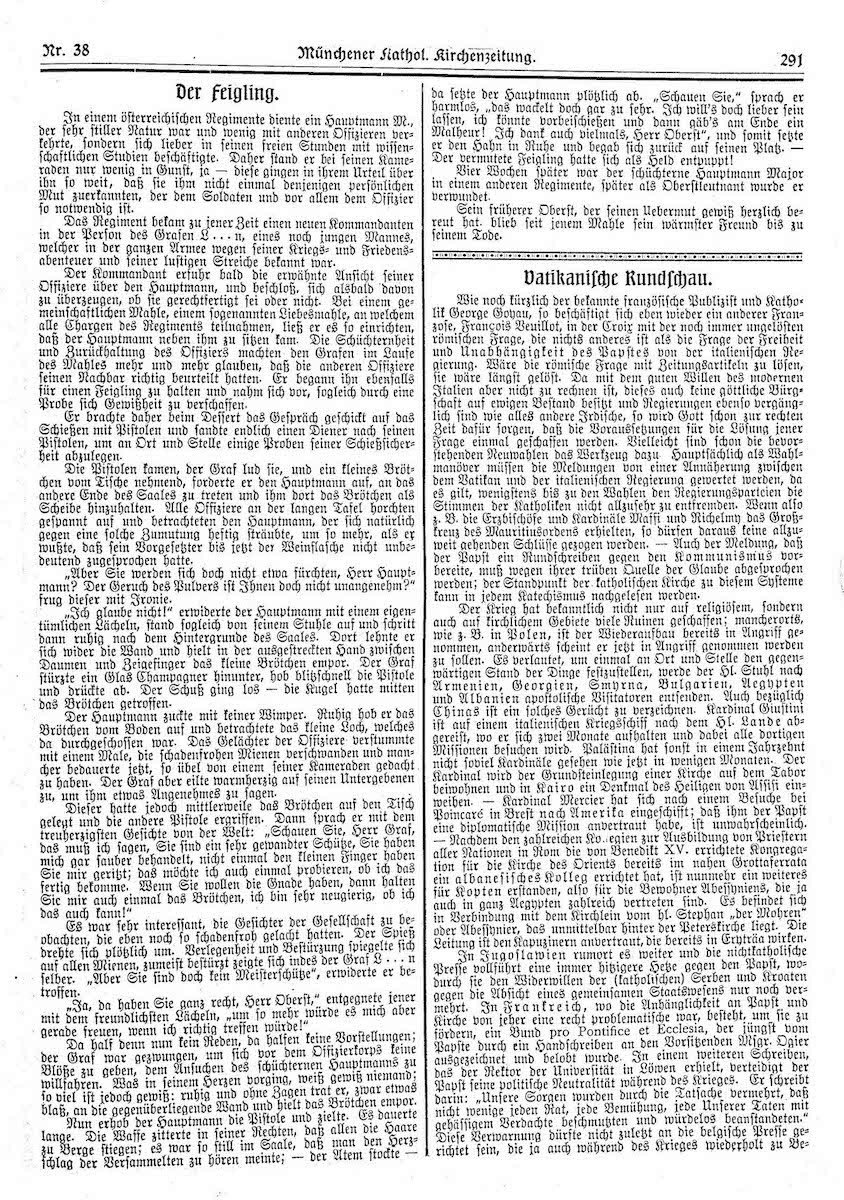 Nr. 38
Münchener Kathol. Kirchenzeitung.
291
Der Feigling.
In einem österreichischen Regimente diente ein Hauptmann M.,
der sehr stiller Natur war und wenig mit anderen Offizieren ver-
kehrte, sondern sich lieber in seinen freien Stunden mit wissen-
schaftlichen Studien beschäftigte. Daher stand er bei seinen Kame-
raden nur wenig in Gunst, ja — diese gingen in ihrem Urteil über
ihn so weit, daß sie ihm nicht einmal denjenigen persönlichen
Mut zuerkannten, der dem Soldaten und vor allem dem Offizier
so notwendig ist.
Das Regiment bekam zu jener Zeit einen neuen Kommandanten
in der Person des Grafen L...n, eines noch jungen Mannes,
welcher in der ganzen Armee wegen seiner Kriegs- und Friedens-
abenteuer und seiner lustigen Streiche bekannt war.
Der Kommandant erfuhr bald die erwähnte Ansicht seiner
Offiziere über den Hauptmann, und beschloß, sich alsbald davon
zu überzeugen, ob sie gerechtfertigt sei oder nicht. Bei einem ge-
meinschaftlichen Mahle, einem sogenannten Liebesmahle, an welchem
alle Chargen des Regiments teilnahmen, ließ er es so einrichten,
daß der Hauptmann neben ihm zu sitzen kam. Die Schüchternheit
und Zurückhaltung des Offiziers machten den Grafen im Laufe
des Mahles mehr und mehr glauben, daß die anderen Offiziere
seinen Nachbar richtig beurteilt hatten. Er begann ihn ebenfalls
für einen Feigling zu halten und nahm sich vor, sogleich durch eine
Probe sich Gewißheit zu verschaffen.
Er brachte daher beim Dessert das Gespräch geschickt auf das
Schießen mit Pistolen und sandte endlich einen Diener nach seinen
Pistolen, um an Ort und Stelle einige Proben seiner Schießsicher-
heit abzulegen.
Die Pistolen kamen, der Graf lud sie, und ein kleines Bröt-
chen vom Tische nehmend, forderte er den Hauptmann auf, an das
andere Ende des Saales zu treten und ihm dort das Brötchen als
Scheibe hinzuhalten. Alle Offiziere an der langen Tafel horchten
gespannt auf und betrachteten den Hauptmann, der sich natürlich
gegen eine solche Zumutung heftig sträubte, um so mehr, als er
wußte, daß sein Vorgesetzter bis jetzt der Weinflasche nicht unbe-
deutend zugesprochen hatte.
„Aber Sie werden sich doch nicht etwa fürchten, Herr Haupt-
mann? Der Geruch des Pulvers ist Ihnen doch nicht unangenehm?“
frug dieser mit Ironie.
„Ich glaube nicht!“ erwiderte der Hauptmann mit einem eigen-
tümlichen Lächeln, stand sogleich von seinem Stuhle auf und schritt
dann ruhig nach dem Hintergrunde des Saales. Dort lehnte er
sich wider die Wand und hielt in der ausgestreckten Hand zwischen
Daumen und Zeigefinger das kleine Brötchen empor. Der Graf
stürzte ein Glas Champagner hinunter, hob blitzschnell die Pistole
und drückte ab. Der Schuß ging los — die Kugel hatte mitten
das Brötchen getroffen.
Der Hauptmann zuckte mit keiner Wimper. Ruhig hob er das
Brötchen vom Boden auf und betrachtete das kleine Loch, welches
da durchgeschossen war. Das Gelächter der Offiziere verstummte
mit einem Male, die schadenfrohen Mienen verschwanden und man-
cher bedauerte jetzt, so übel von einem seiner Kameraden gedacht
zu haben. Der Graf aber eilte warmherzig auf seinen Untergebenen
zu, um ihm etwas Angenehmes zu sagen.
Dieser hatte jedoch mittlerweile das Brötchen auf den Tisch
gelegt und die andere Pistole ergriffen. Dann sprach er mit dem
treuherzigsten Gesichte von der Welt: „Schauen Sie, Herr Graf,
das muß ich sagen, Sie sind ein sehr gewandter Schütze, Sie haben
mich gar sauber behandelt, nicht einmal den kleinen Finger haben
Sie mir geritzt; das möchte ich auch einmal probieren, ob ich das
fertig bekomme. Wenn Sie wollen die Gnade haben, dann halten
Sie mir auch einmal das Brötchen, ich bin sehr neugierig, ob ich
das auch kann!“
Es war sehr interessant, die Gesichter der Gesellschaft zu be-
obachten, die eben noch so schadenfroh gelacht hatten. Der Spieß
drehte sich plötzlich um. Verlegenheit und Bestürzung spiegelte sich
auf allen Mienen, zumeist bestürzt zeigte sich indes der Graf L...n
selber. „Aber Sie sind doch kein Meisterschütze“, erwiderte er be-
troffen.
„Ja, da haben Sie ganz recht, Herr Oberst,“ entgegnete jener
mit dem freundlichsten Lächeln, „um so mehr würde es mich aber
gerade freuen, wenn ich richtig treffen würde!“
Da half denn nun kein Reden, da halfen keine Vorstellungen;
der Graf war gezwungen, um sich vor dem Offizierkorps keine
Blöße zu geben, dem Ansuchen des schüchternen Hauptmanns zu
willfahren. Was in seinem Herzen vorging, weiß gewiß niemand;
so viel ist jedoch gewiß: ruhig und ohne Zagen trat er, zwar etwas
blaß, an die gegenüberliegende Wand und hielt das Brötchen empor.
Nun erhob der Hauptmann die Pistole und zielte. Es dauerte
lange. Die Waffe zitterte in seiner Rechten, daß allen die Haare
zu Berge stiegen; es war so still im Saale, daß man den Herz-
schlag der Versammelten zu hören meinte; — der Atem stockte —
da setzte der Hauptmann plötzlich ab. „Schauen Sie,“ sprach er
harmlos, „das wackelt doch gar zu sehr. Ich will's doch lieber sein
lassen, ich könnte vorbeischießen und dann gäb's am Ende ein
Malheur! Ich dank auch vielmals, Herr Oberst“, und somit setzte
er den Hahn in Ruhe und begab sich zurück auf seinen Platz. —
Der vermutete Feigling hatte sich als Held entpuppt!
Vier Wochen später war der schüchterne Hauptmann Major
in einem andern Regimente, später als Oberstleutnant wurde er
verwundet.
Sein früherer Oberst, der seinen Uebermut gewiß herzlich be-
reut hat. blieb seit jenem Mahle sein wärmster Freund bis zu
seinem Tode.
Vatikanische Rundschau.
Wie noch kürzlich der bekannte französische Publizist und Katho-
lik George Goyau, so beschäftigt sich eben wieder ein anderer Fran-
zose, François Veuillot, in der Croix mit der noch immer ungelösten
römischen Frage, die nichts anderes ist als die Frage der Freiheit
und Unabhängigkeit des Papstes von der italienischen Re-
gierung. Wäre die römische Frage mit Zeitungsartikeln zu lösen,
sie wäre längst gelöst. Da mit dem guten Willen des modernen
Italien aber nicht zu rechnen ist, dieses auch keine göttliche Bürg-
schaft auf ewigen Bestand besitzt und Regierungen ebenso vergäng-
lich sind wie alles andere Irdische, so wird Gott schon zur rechten
Zeit dafür sorgen, daß die Voraussetzungen für die Lösung jener
Frage einmal geschaffen werden. Vielleicht sind schon die bevor-
stehenden Neuwahlen das Werkzeug dazu. Hauptsächlich als Wahl-
manöver müssen die Meldungen von einer Annäherung zwischen
dem Vatikan und der italienischen Regierung gewertet werden, da
es gilt, wenigstens bis zu den Wahlen den Regierungsparteien die
Stimmen der Katholiken nicht allzusehr zu entfremden. Wenn also
z. B. die Erzbischöfe und Kardinäle Maffi und Richelmy das Groß-
kreuz des Mauritiusordens erhielten, so dürfen daraus keine allzu-
weit gehenden Schlüsse gezogen werden. — Auch der Meldung, daß
der Papst ein Rundschreiben gegen den Kommunismus vor-
bereite, muß wegen ihrer trüben Quelle der Glaube abgesprochen
werden; der Standpunkt der katholischen Kirche zu diesem Systeme
kann in jedem Katechismus nachgelesen werden.
Der Krieg hat bekanntlich nicht nur auf religiösem, sondern
auch auf kirchlichem Gebiete viele Ruinen geschaffen; mancherorts,
wie z. B. in Polen, ist der Wiederaufbau bereits in Angriff ge-
nommen, anderwärts scheint er jetzt in Angriff genommen werden
zu sollen. Es verlautet, um einmal an Ort und Stelle den gegen-
wärtigen Stand der Dinge festzustellen, werde der Hl. Stuhl nach
Armenien, Georgien, Smyrna, Bulgarien, Aegypten
und Albanien apostolische Visitatoren entsenden. Auch bezüglich
Chinas ist ein solches Gerücht zu verzeichnen. Kardinal Giustini
ist auf einem italienischen Kriegsschiff nach dem Hl. Lande ab-
gereist, wo er sich zwei Monate aufhalten und dabei alle dortigen
Missionen besuchen wird. Palästina hat sonst in einem Jahrzehnt
nicht soviel Kardinäle gesehen wie jetzt in wenigen Monaten. Der
Kardinal wird der Grundsteinlegung einer Kirche auf dem Tabor
beiwohnen und in Kairo ein Denkmal des Heiligen von Assisi ein-
weihen. — Kardinal Mercier hat sich nach einem Besuche bei
Poincaré in Brest nach Amerika eingeschifft; daß ihm der Papst
eine diplomatische Mission anvertraut habe, ist unwahrscheinlich.
— Nachdem den zahlreichen Kollegien zur Ausbildung von Priestern
aller Nationen in Rom die von Benedikt XV. errichtete Kongrega-
tion für die Kirche des Orients bereits im nahen Grottaferrata
ein albanesisches Kolleg errichtet hat, ist nunmehr ein weiteres
für Kopten erstanden, also für die Bewohner Abessyniens, die ja
auch in ganz Aegypten zahlreich vertreten sind. Es befindet sich
in Verbindung mit dem Kirchlein vom hl. Stephan „der Mohren“
oder Abessynier, das unmittelbar hinter der Peterskirche liegt. Die
Leitung ist den Kapuzinern anvertraut, die bereits in Erythräa wirken.
In Jugoslawien rumort es weiter und die nichtkatholische
Presse vollführt eine immer hitzigere Hetze gegen den Papst, wo-
durch sie den Widerwillen der (katholischen) Serben und Kroaten
gegen die Absicht eines gemeinsamen Staatswesens nur noch ver-
mehrt. In Frankreich, wo die Anhänglichkeit an Papst und
Kirche von jeher eine recht problematische war, besteht, um sie zu
fördern, ein Bund pro Pontifice et Ecclesia, der jüngst vom
Papste durch ein Handschreiben an den Vorsitzenden Msgr. Ogier
ausgezeichnet und belobt wurde. In einem weiteren Schreiben,
das der Rektor der Universität in Löwen erhielt, verteidigt der
Papst seine politische Neutralität während des Krieges. Er schreibt
darin: „Unsere Sorgen wurden durch die Tatsache vermehrt, daß
nicht wenige jeden Rat, jede Bemühung, jede Unserer Taten mit
gehässigem Verdachte beschmutzten und würdelos beanstandeten.“
Diese Verwarnung dürfte nicht zuletzt an die belgische Presse ge-
richtet sein, die ja auch während des Krieges wiederholt zu Be-